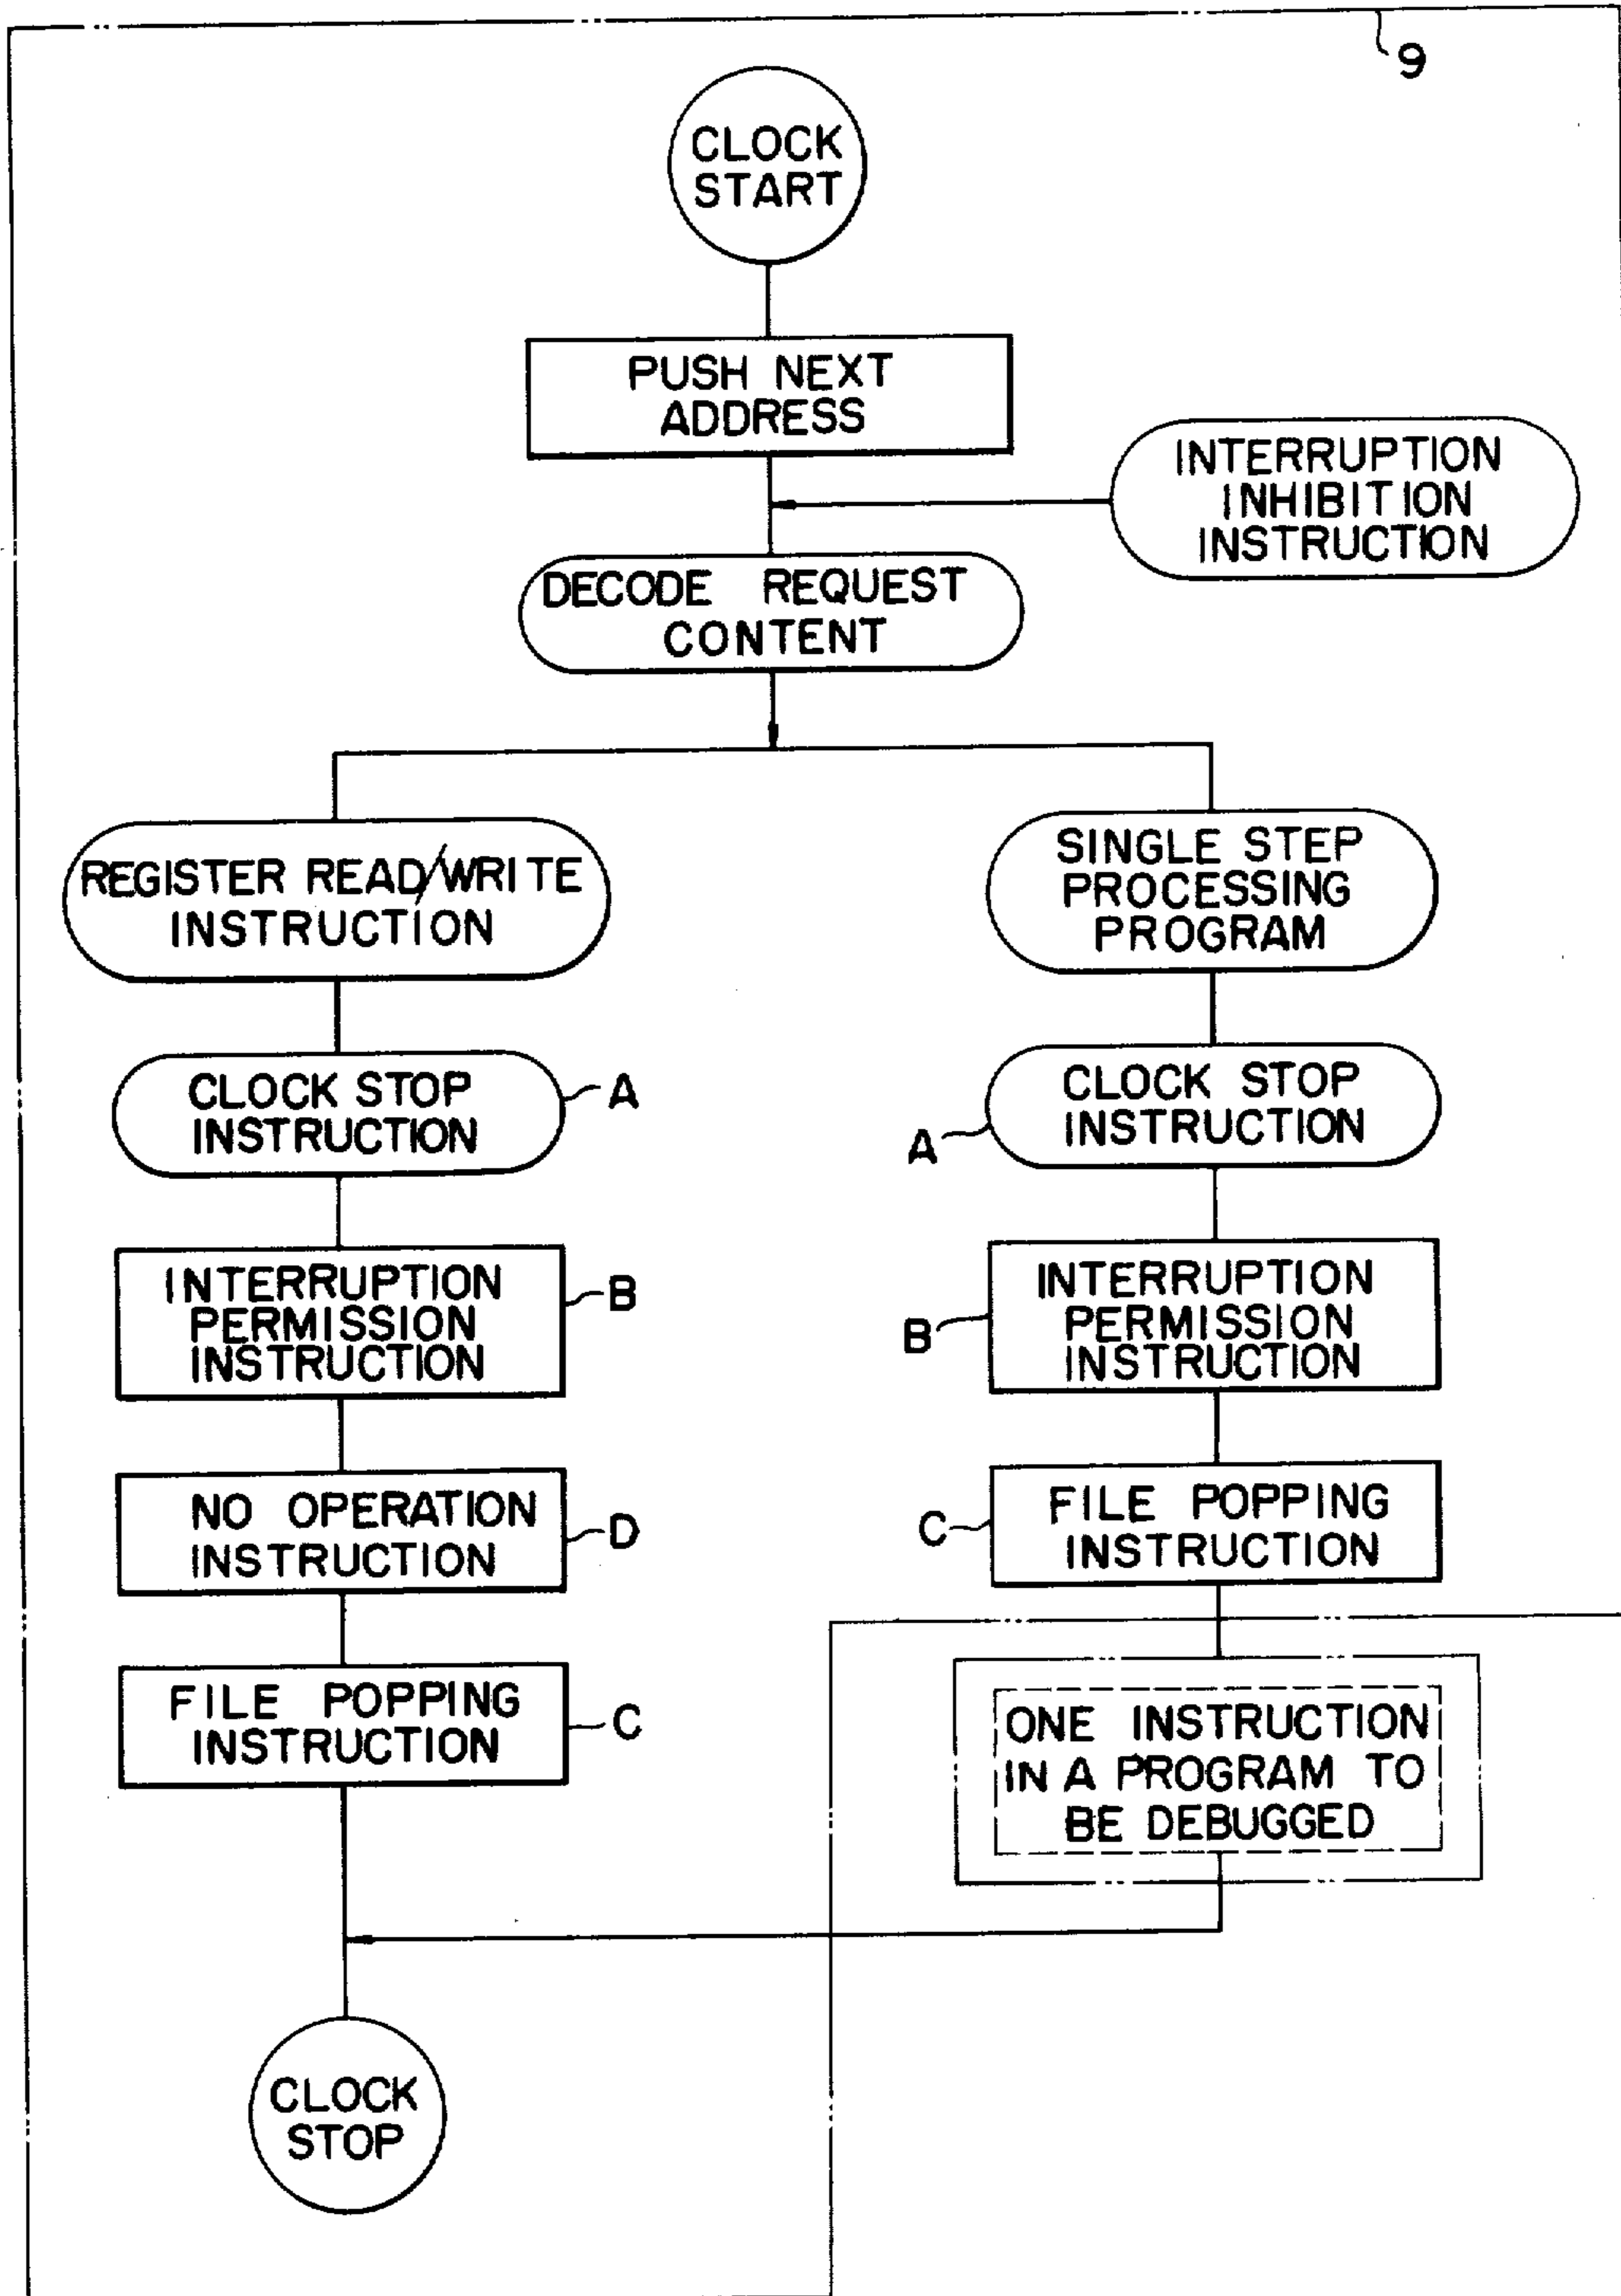 9
CLOCK
START
PUSH NEXT
ADDRESS
INTERRUPTION
INHIBITION
INSTRUCTION
DECODE REQUEST
CONTENT
REGISTER READ/WRITE
INSTRUCTION
SINGLE STEP
PROCESSING
PROGRAM
CLOCK STOP
INSTRUCTION
A
CLOCK STOP
INSTRUCTION
A
INTERRUPTION
PERMISSION
INSTRUCTION
B
INTERRUPTION
PERMISSION
INSTRUCTION
B
NO OPERATION
INSTRUCTION
D
FILE POPPING
INSTRUCTION
C
FILE POPPING
INSTRUCTION
C
ONE INSTRUCTION
IN A PROGRAM TO
BE DEBUGGED
CLOCK
STOP